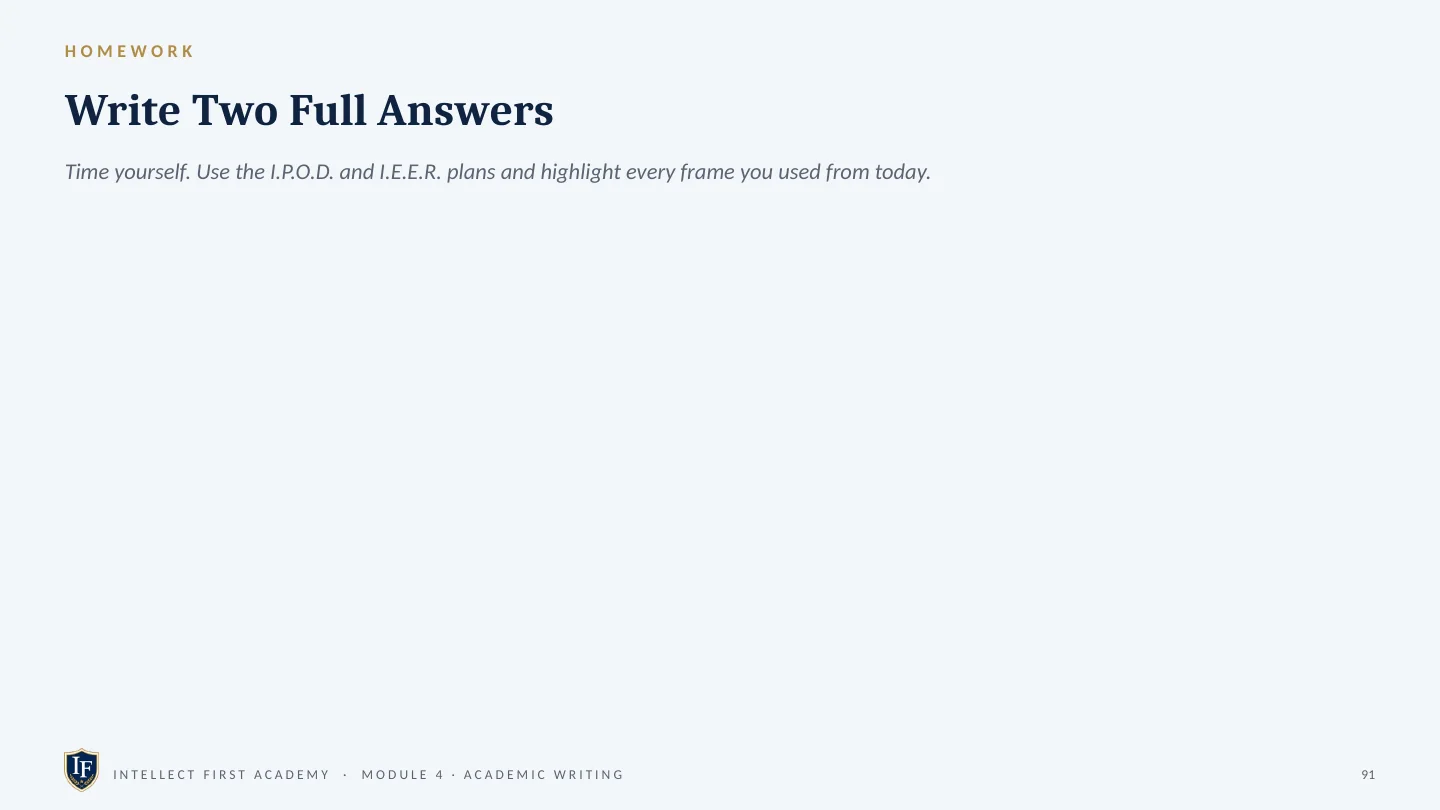 HOMEWORK
Write Two Full Answers
Time yourself. Use the I.P.O.D. and I.E.E.R. plans and highlight every frame you used from today.
IF
INTELLECT FIRST ACADEMY · MODULE 4 · ACADEMIC WRITING
91